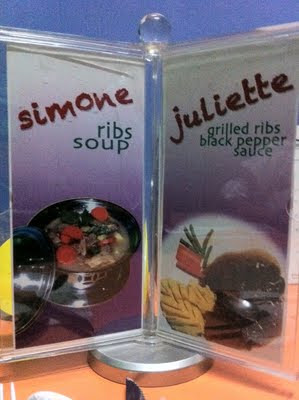 simone
ribs
soup
juliette
grilled ribs
black pepper
sauce